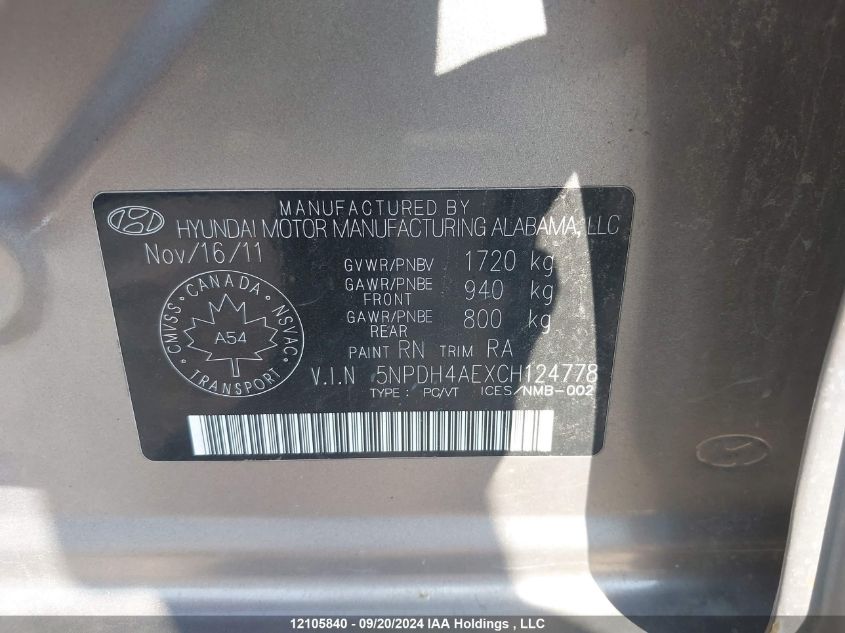 MANUFACTURED BY
HYUNDAI MOTOR MANUFACTURING ALABAMA, LLC
Nov/16/11
GVWR/PNBV 1720 kg
GAWR/PNBE FRONT 940 kg
GAWR/PNBE REAR 800 kg
CANADA
CMVSS
NSVAC
A54
TRANSPORT
PAINT RN TRIM RA
V.I.N 5NPDH4AEXCH124778
TYPE : PC/VT ICES/NMB-002
12105840 - 09/20/2024 IAA Holdings , LLC